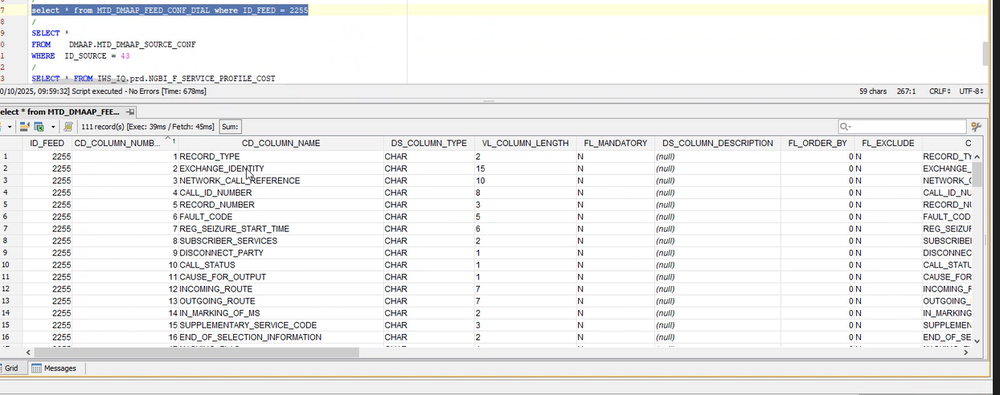 7 select * from MTD_DMAAP_FEED_CONF_DTAL where ID_FEED = 2255
8 /
9 SELECT *
0 FROM DMAAP.MTD_DMAAP_SOURCE_CONF
1 WHERE ID_SOURCE = 43
2 /
3 SELECT * FROM IWS_IQ.prd.NGBI_F_SERVICE_PROFILE_COST
0/10/2025, 09:59:32] Script executed - No Errors [Time: 678ms] 59 chars 267:1 CRLF UTF-8
elect * from MTD_DMAAP_FEE...
111 record(s) [Exec: 39ms / Fetch: 45ms] Sum:
ID_FEED CD_COLUMN_NUMB... 1 CD_COLUMN_NAME DS_COLUMN_TYPE VL_COLUMN_LENGTH FL_MANDATORY DS_COLUMN_DESCRIPTION FL_ORDER_BY FL_EXCLUDE C
1 2255 1 RECORD_TYPE CHAR 2 N (null) 0 N RECORD_TY
2 2255 2 EXCHANGE_IDENTITY CHAR 15 N (null) 0 N EXCHANGE_
3 2255 3 NETWORK_CALL_REFERENCE CHAR 10 N (null) 0 N NETWORK_C
4 2255 4 CALL_ID_NUMBER CHAR 8 N (null) 0 N CALL_ID_NU
5 2255 5 RECORD_NUMBER CHAR 3 N (null) 0 N RECORD_NU
6 2255 6 FAULT_CODE CHAR 5 N (null) 0 N FAULT_COD
7 2255 7 REG_SEIZURE_START_TIME CHAR 6 N (null) 0 N REG_SEIZUR
8 2255 8 SUBSCRIBER_SERVICES CHAR 2 N (null) 0 N SUBSCRIBE
9 2255 9 DISCONNECT_PARTY CHAR 1 N (null) 0 N DISCONNEC
10 2255 10 CALL_STATUS CHAR 1 N (null) 0 N CALL_STATU
11 2255 11 CAUSE_FOR_OUTPUT CHAR 1 N (null) 0 N CAUSE_FOR
12 2255 12 INCOMING_ROUTE CHAR 7 N (null) 0 N INCOMING_F
13 2255 13 OUTGOING_ROUTE CHAR 7 N (null) 0 N OUTGOING_
14 2255 14 IN_MARKING_OF_MS CHAR 2 N (null) 0 N IN_MARKING
15 2255 15 SUPPLEMENTARY_SERVICE_CODE CHAR 3 N (null) 0 N SUPPLEMEN
16 2255 16 END_OF_SELECTION_INFORMATION CHAR 2 N (null) 0 N END_OF_SE
Grid Messages